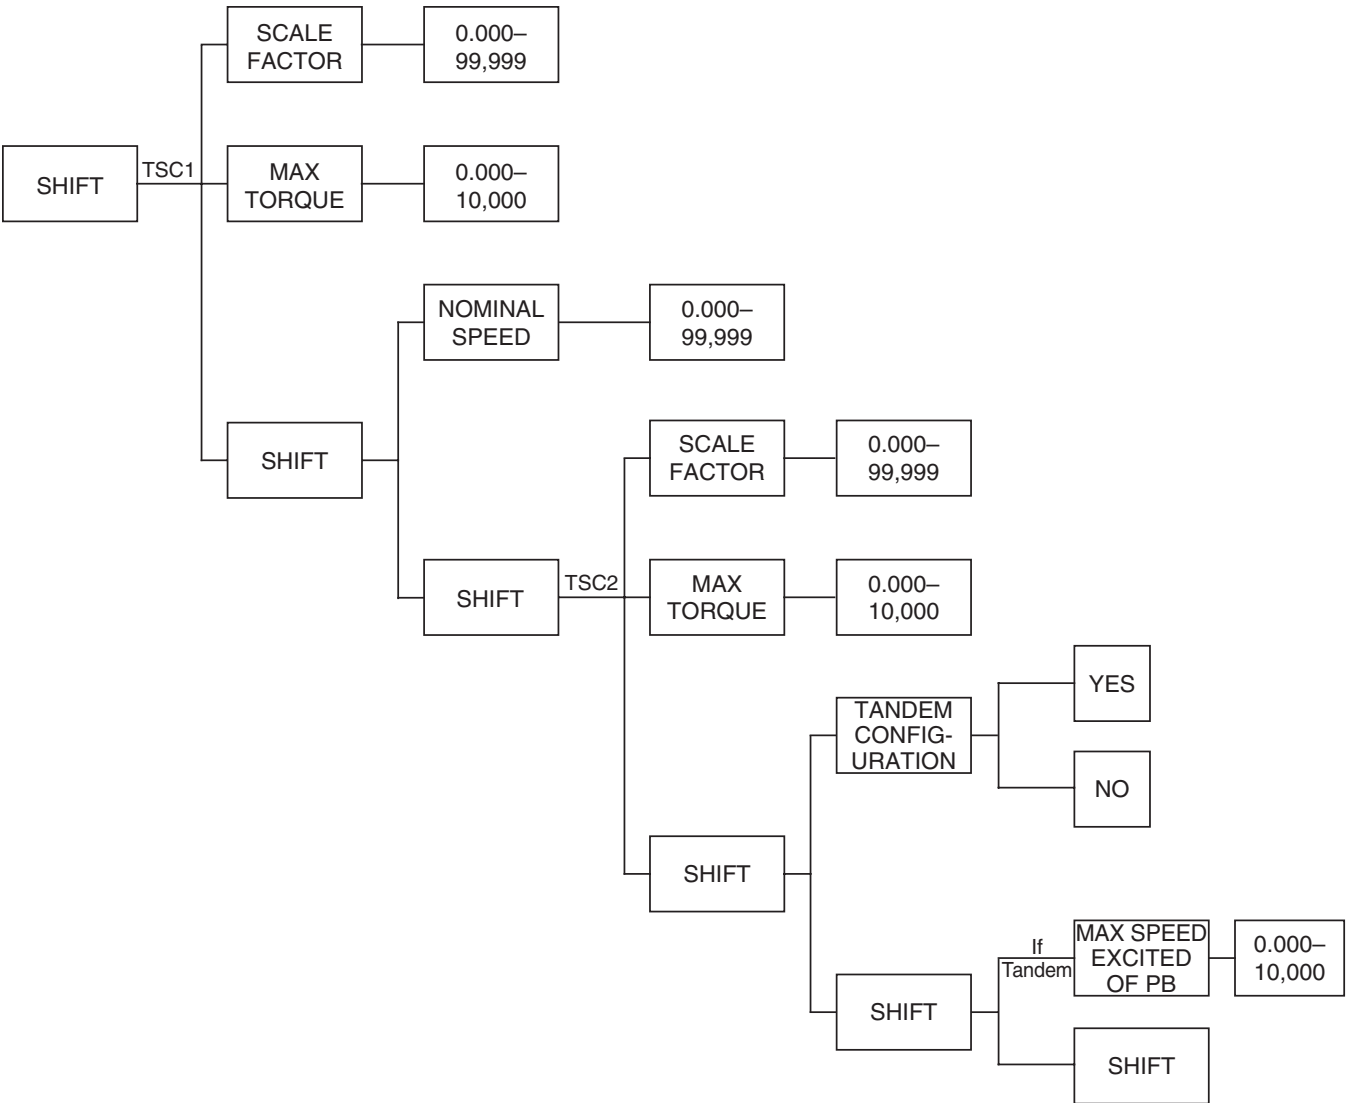 SCALE
FACTOR
0.000–
99,999
SHIFT
TSC1
MAX
TORQUE
0.000–
10,000
NOMINAL
SPEED
0.000–
99,999
SHIFT
SCALE
FACTOR
0.000–
99,999
SHIFT
TSC2
MAX
TORQUE
0.000–
10,000
YES
TANDEM
CONFIG-
URATION
NO
SHIFT
If
Tandem
MAX SPEED
EXCITED
OF PB
0.000–
10,000
SHIFT
SHIFT